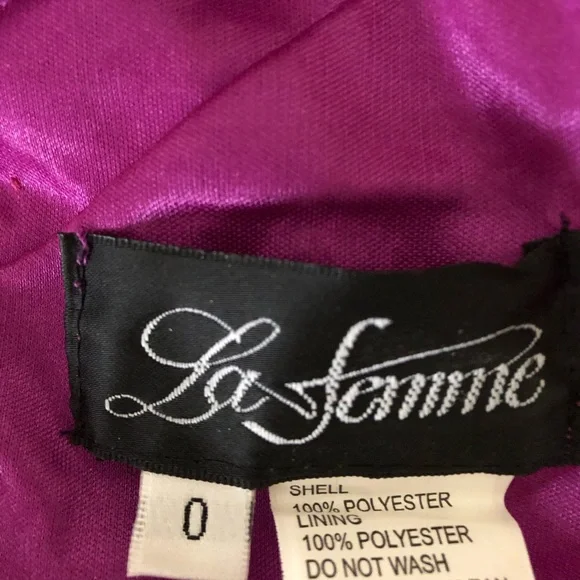 La Femme
0
SHELL
100% POLYESTER
LINING
100% POLYESTER
DO NOT WASH